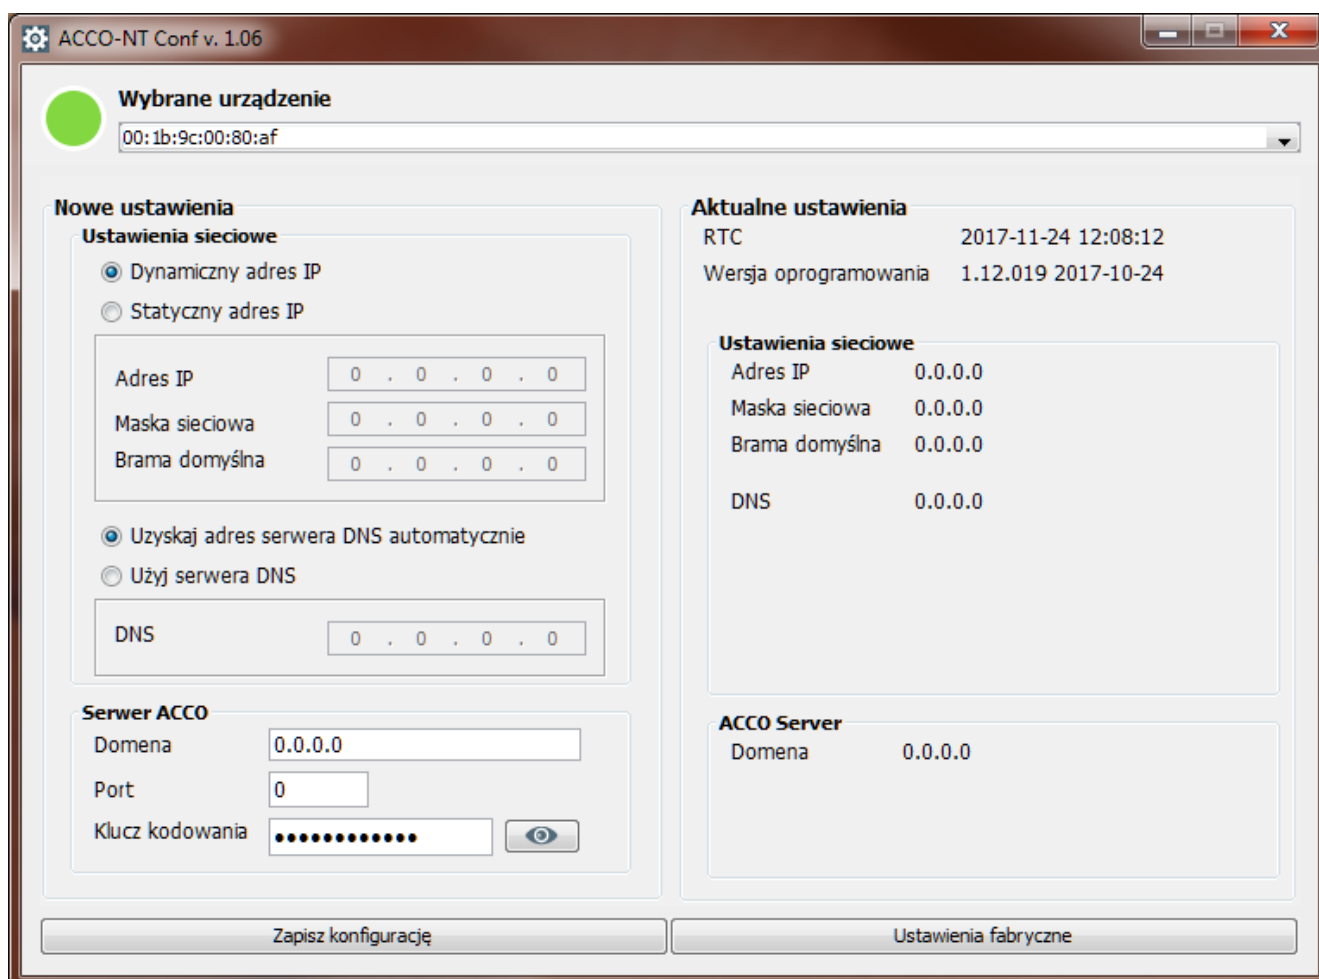 ACCO-NT Conf v. 1.06
Wybrane urządzenie
00:1b:9c:00:80:af
Nowe ustawienia
Ustawienia sieciowe
Dynamiczny adres IP
Statyczny adres IP
Adres IP 0 . 0 . 0 . 0
Maska sieciowa 0 . 0 . 0 . 0
Brama domyślna 0 . 0 . 0 . 0
Uzyskaj adres serwera DNS automatycznie
Użyj serwera DNS
DNS 0 . 0 . 0 . 0
Serwer ACCO
Domena 0.0.0.0
Port 0
Klucz kodowania ••••••••••••
Aktualne ustawienia
RTC 2017-11-24 12:08:12
Wersja oprogramowania 1.12.019 2017-10-24
Ustawienia sieciowe
Adres IP 0.0.0.0
Maska sieciowa 0.0.0.0
Brama domyślna 0.0.0.0
DNS 0.0.0.0
ACCO Server
Domena 0.0.0.0
Zapisz konfigurację
Ustawienia fabryczne